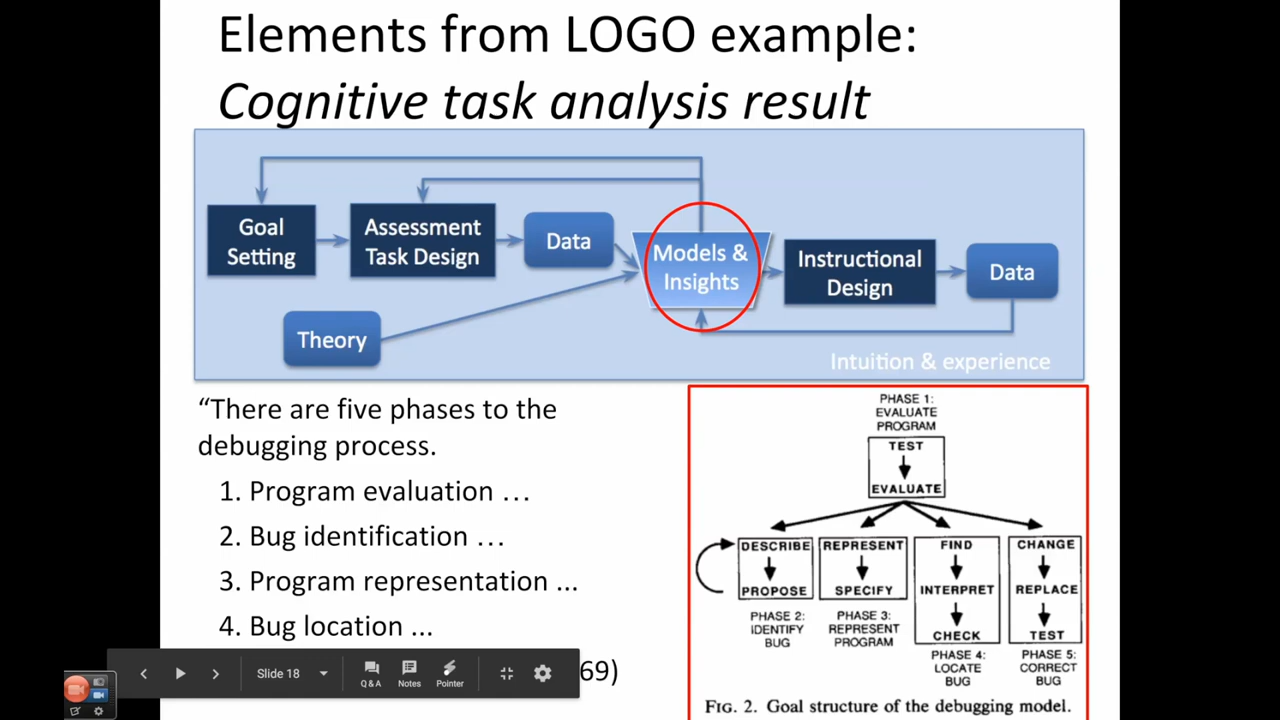 Elements from LOGO example:
Cognitive task analysis result
Goal
Setting
Assessment
Task Design
Data
Models &
Insights
Instructional
Design
Data
Theory
Intuition & experience
“There are five phases to the
debugging process.
1. Program evaluation …
2. Bug identification …
3. Program representation ...
4. Bug location ...
69)
PHASE 1:
EVALUATE
PROGRAM
TEST
EVALUATE
DESCRIBE
PROPOSE
PHASE 2:
IDENTIFY
BUG
REPRESENT
SPECIFY
PHASE 3:
REPRESENT
PROGRAM
FIND
INTERPRET
CHECK
PHASE 4:
LOCATE
BUG
CHANGE
REPLACE
TEST
PHASE 5:
CORRECT
BUG
FIG. 2. Goal structure of the debugging model.
Slide 18
Q&A
Notes
Pointer